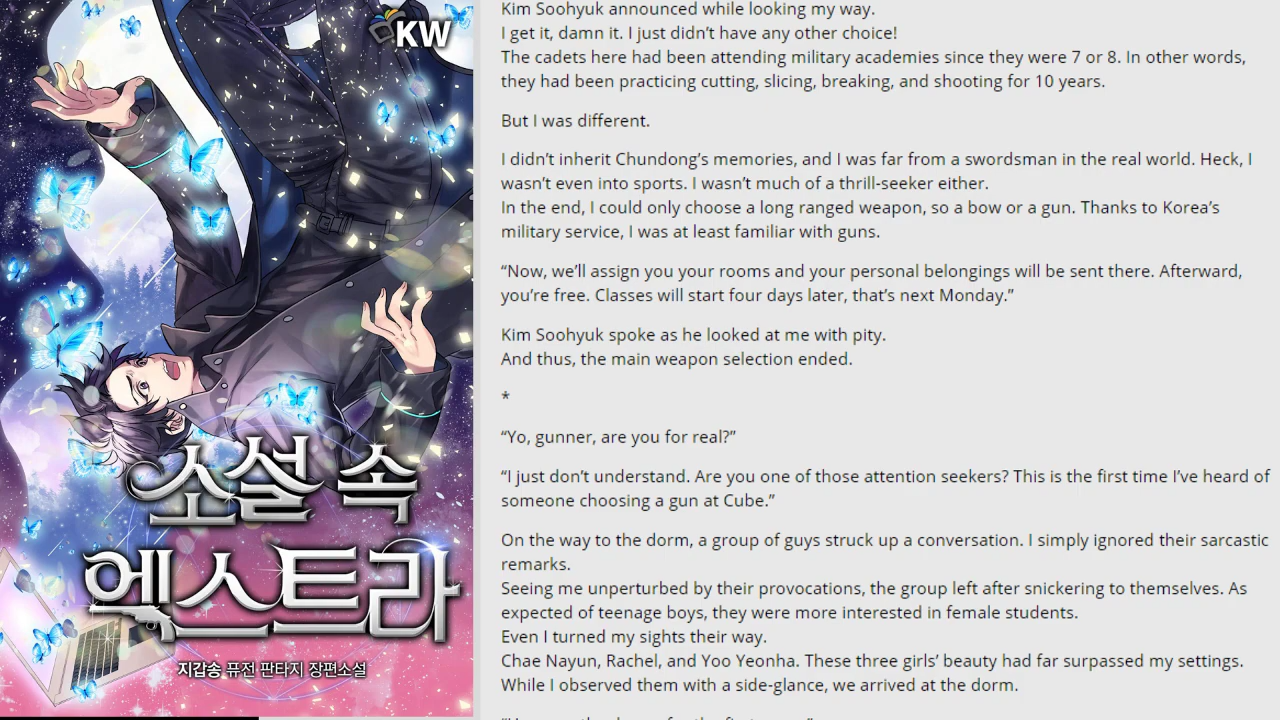 KW
소설 속
엑스트라
지갑송 퓨전 판타지 장편소설
Kim Soohyuk announced while looking my way.
I get it, damn it. I just didn’t have any other choice!
The cadets here had been attending military academies since they were 7 or 8. In other words,
they had been practicing cutting, slicing, breaking, and shooting for 10 years.
But I was different.
I didn’t inherit Chundong’s memories, and I was far from a swordsman in the real world. Heck, I
wasn’t even into sports. I wasn’t much of a thrill-seeker either.
In the end, I could only choose a long ranged weapon, so a bow or a gun. Thanks to Korea’s
military service, I was at least familiar with guns.
“Now, we’ll assign you your rooms and your personal belongings will be sent there. Afterward,
you’re free. Classes will start four days later, that’s next Monday.”
Kim Soohyuk spoke as he looked at me with pity.
And thus, the main weapon selection ended.
*
“Yo, gunner, are you for real?”
“I just don’t understand. Are you one of those attention seekers? This is the first time I’ve heard of
someone choosing a gun at Cube.”
On the way to the dorm, a group of guys struck up a conversation. I simply ignored their sarcastic
remarks.
Seeing me unperturbed by their provocations, the group left after snickering to themselves. As
expected of teenage boys, they were more interested in female students.
Even I turned my sights their way.
Chae Nayun, Rachel, and Yoo Yeonha. These three girls’ beauty had far surpassed my settings.
While I observed them with a side-glance, we arrived at the dorm.